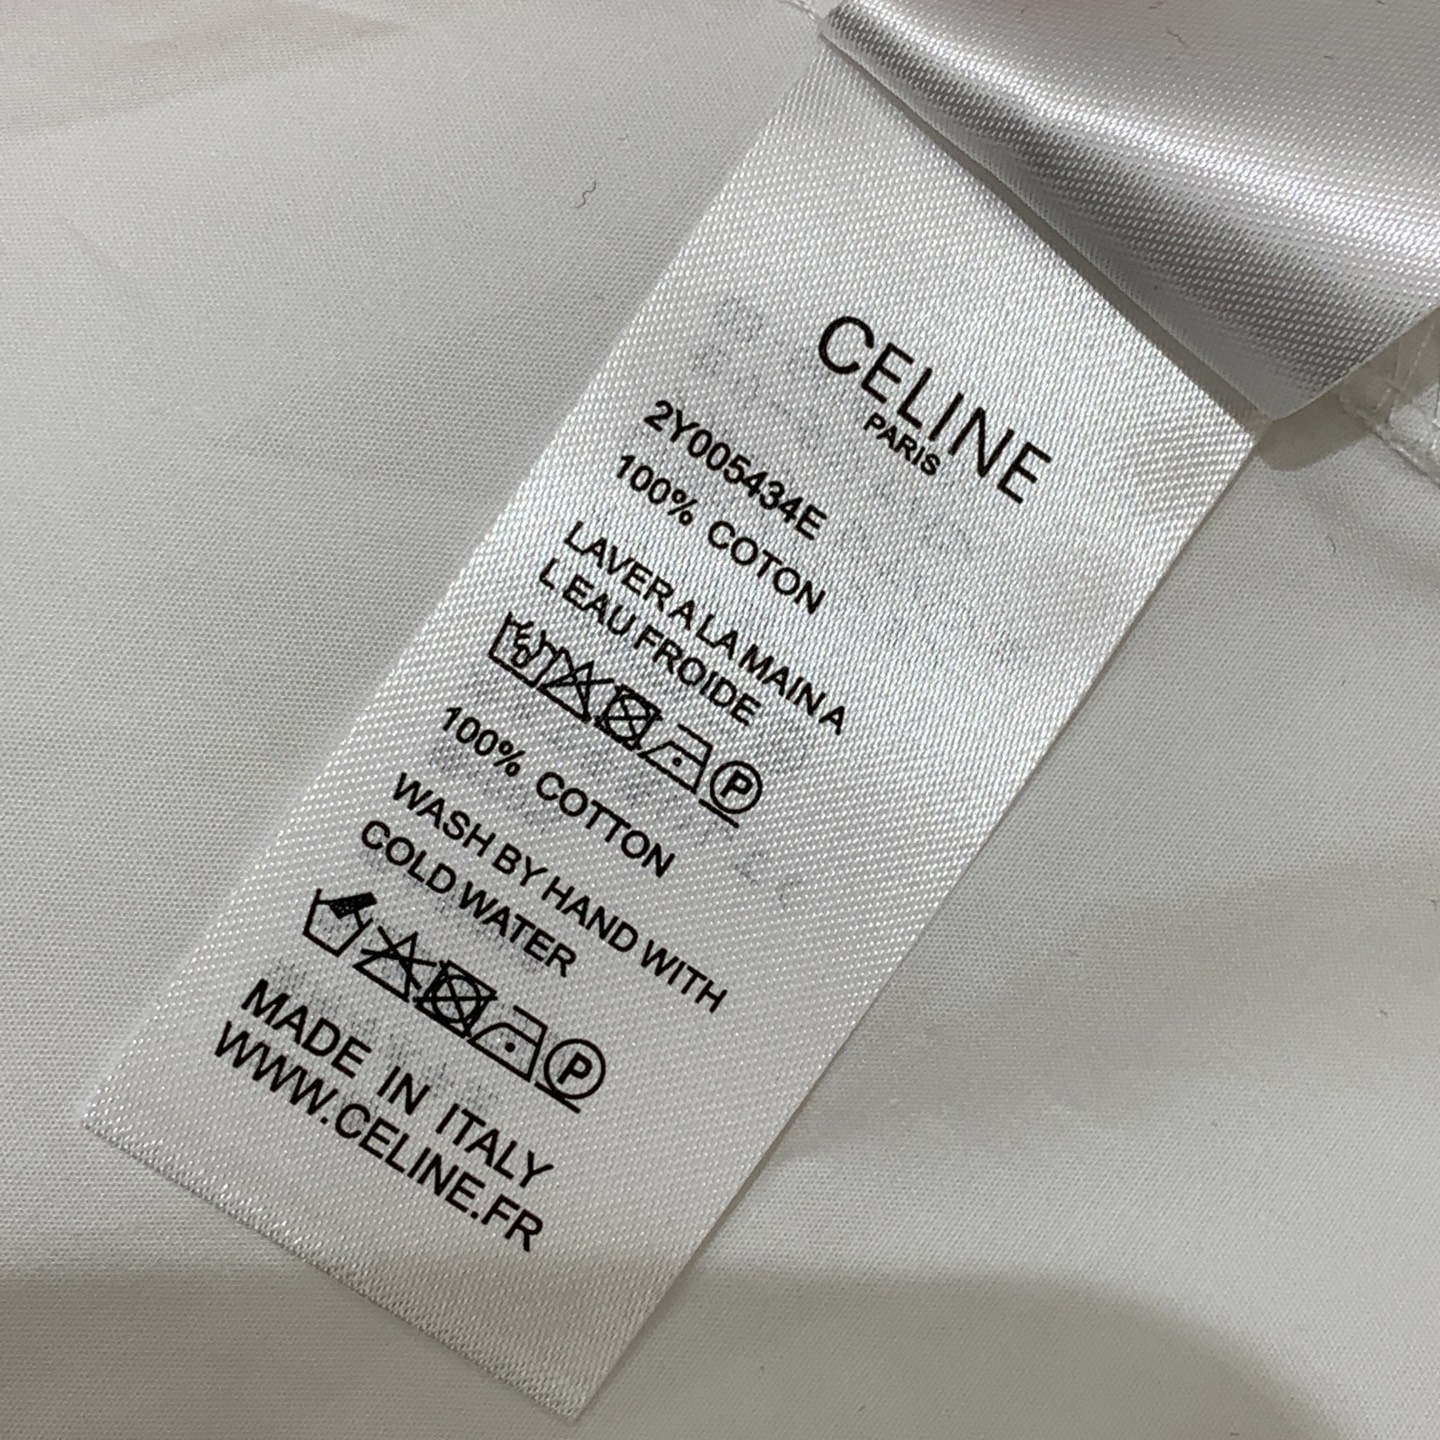 CELINE
PARIS
2Y005434E
100% COTON
LAVER A LA MAIN A
L EAU FROIDE
P
100% COTTON
WASH BY HAND WITH
COLD WATER
P
MADE IN ITALY
WWW.CELINE.FR